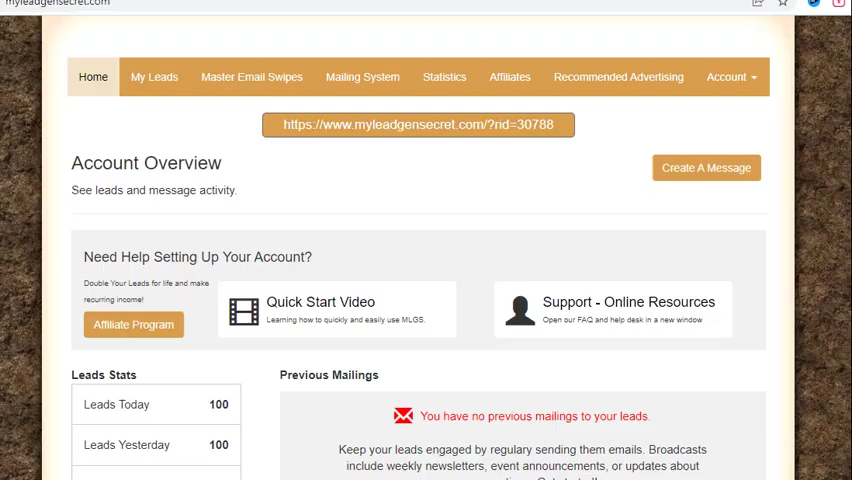 myleadgensecret.com
Home My Leads Master Email Swipes Mailing System Statistics Affiliates Recommended Advertising Account
https://www.myleadgensecret.com/?rid=30788
Account Overview
Create A Message
See leads and message activity.
Need Help Setting Up Your Account?
Double Your Leads for life and make
recurring income!
Affiliate Program
Quick Start Video
Learning how to quickly and easily use MLGS.
Support - Online Resources
Open our FAQ and help desk in a new window
Leads Stats
Leads Today 100
Leads Yesterday 100
Previous Mailings
You have no previous mailings to your leads.
Keep your leads engaged by regulary sending them emails. Broadcasts
include weekly newsletters, event announcements, or updates about